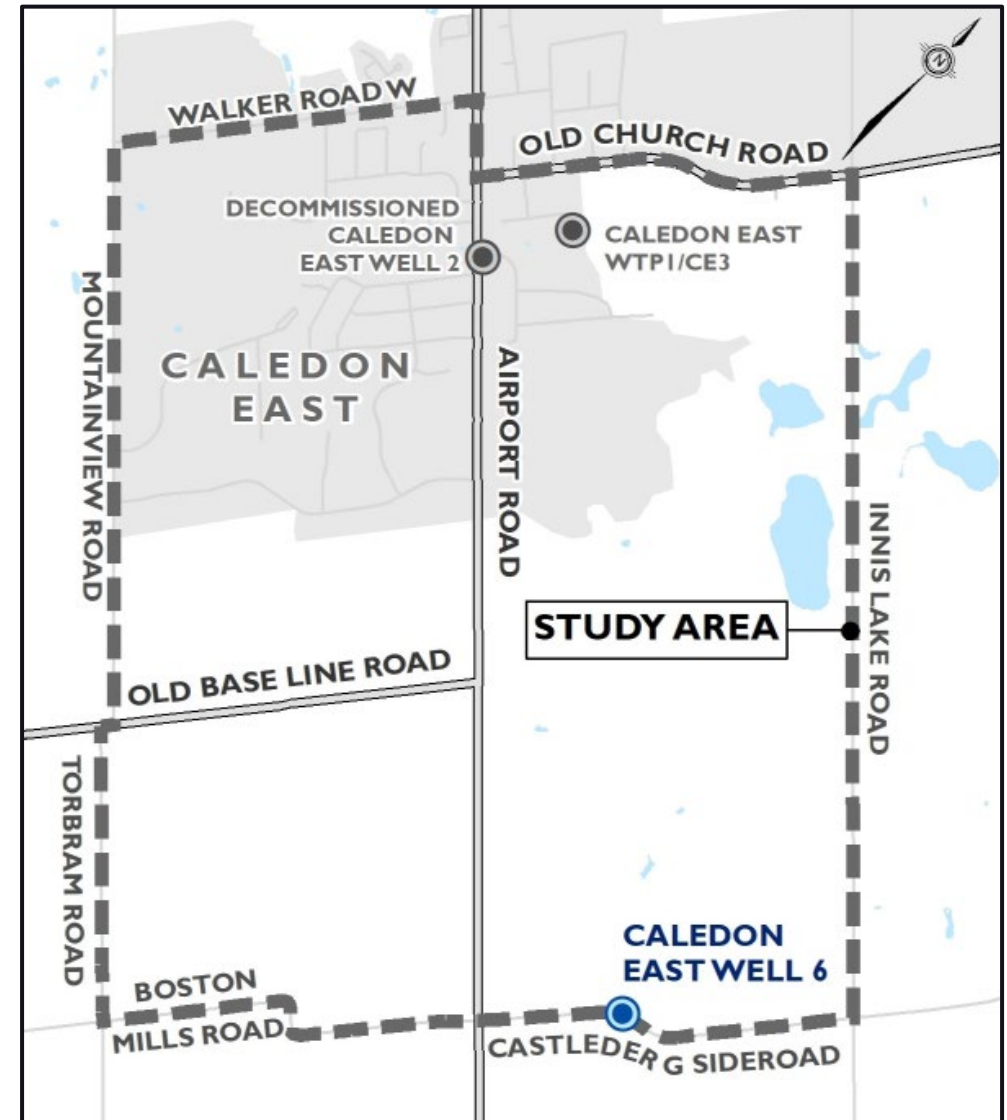 N
WALKER ROAD W
OLD CHURCH ROAD
DECOMMISSIONED
CALEDON
EAST WELL 2
CALEDON EAST
WTP1/CE3
MOUNTAINVIEW ROAD
CALEDON
EAST
AIRPORT ROAD
INNIS LAKE ROAD
STUDY AREA
OLD BASE LINE ROAD
TORBRAM ROAD
CALEDON
EAST WELL 6
BOSTON
MILLS ROAD
CASTLEDERG SIDEROAD